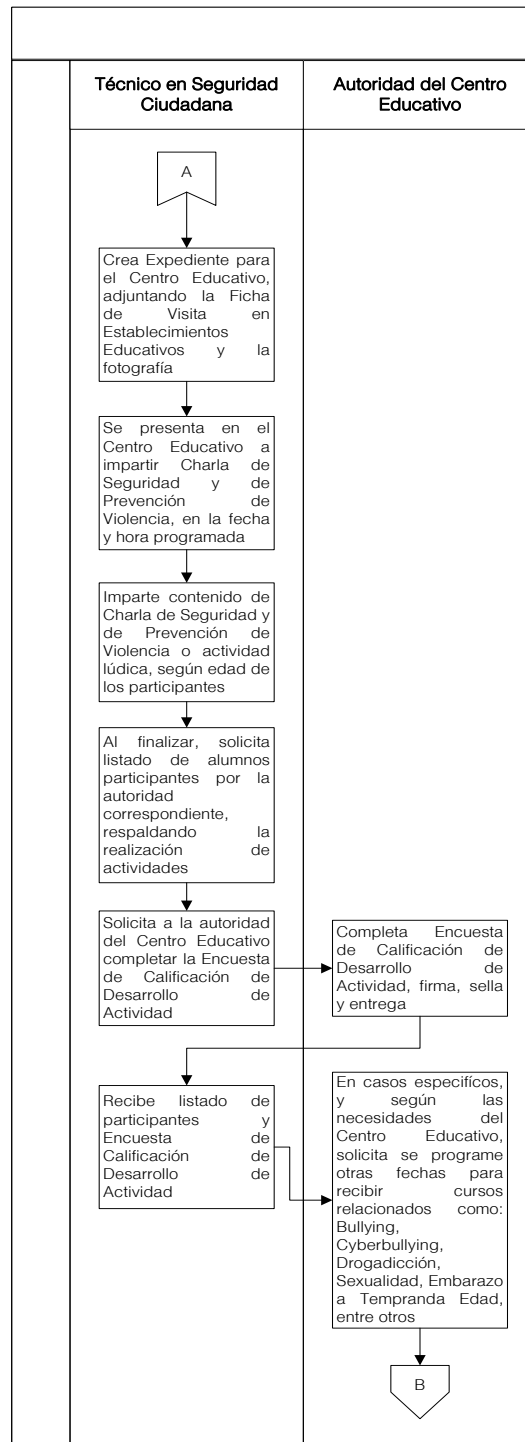 Técnico en Seguridad
Ciudadana
Autoridad del Centro
Educativo
A
Crea Expediente para
el Centro Educativo,
adjuntando la Ficha
de Visita en
Establecimientos
Educativos y la
fotografía
Se presenta en el
Centro Educativo a
impartir Charla de
Seguridad y de
Prevención de
Violencia, en la fecha
y hora programada
Imparte contenido de
Charla de Seguridad y
de Prevención de
Violencia o actividad
lúdica, según edad de
los participantes
Al finalizar, solicita
listado de alumnos
participantes por la
autoridad
correspondiente,
respaldando la
realización de
actividades
Solicita a la autoridad
del Centro Educativo
completar la Encuesta
de Calificación de
Desarrollo de
Actividad
Completa Encuesta
de Calificación de
Desarrollo de
Actividad, firma, sella
y entrega
Recibe listado de
participantes y
Encuesta de
Calificación de
Desarrollo de
Actividad
En casos especifícos,
y según las
necesidades del
Centro Educativo,
solicita se programe
otras fechas para
recibir cursos
relacionados como:
Bullying,
Cyberbullying,
Drogadicción,
Sexualidad, Embarazo
a Tempranda Edad,
entre otros
B